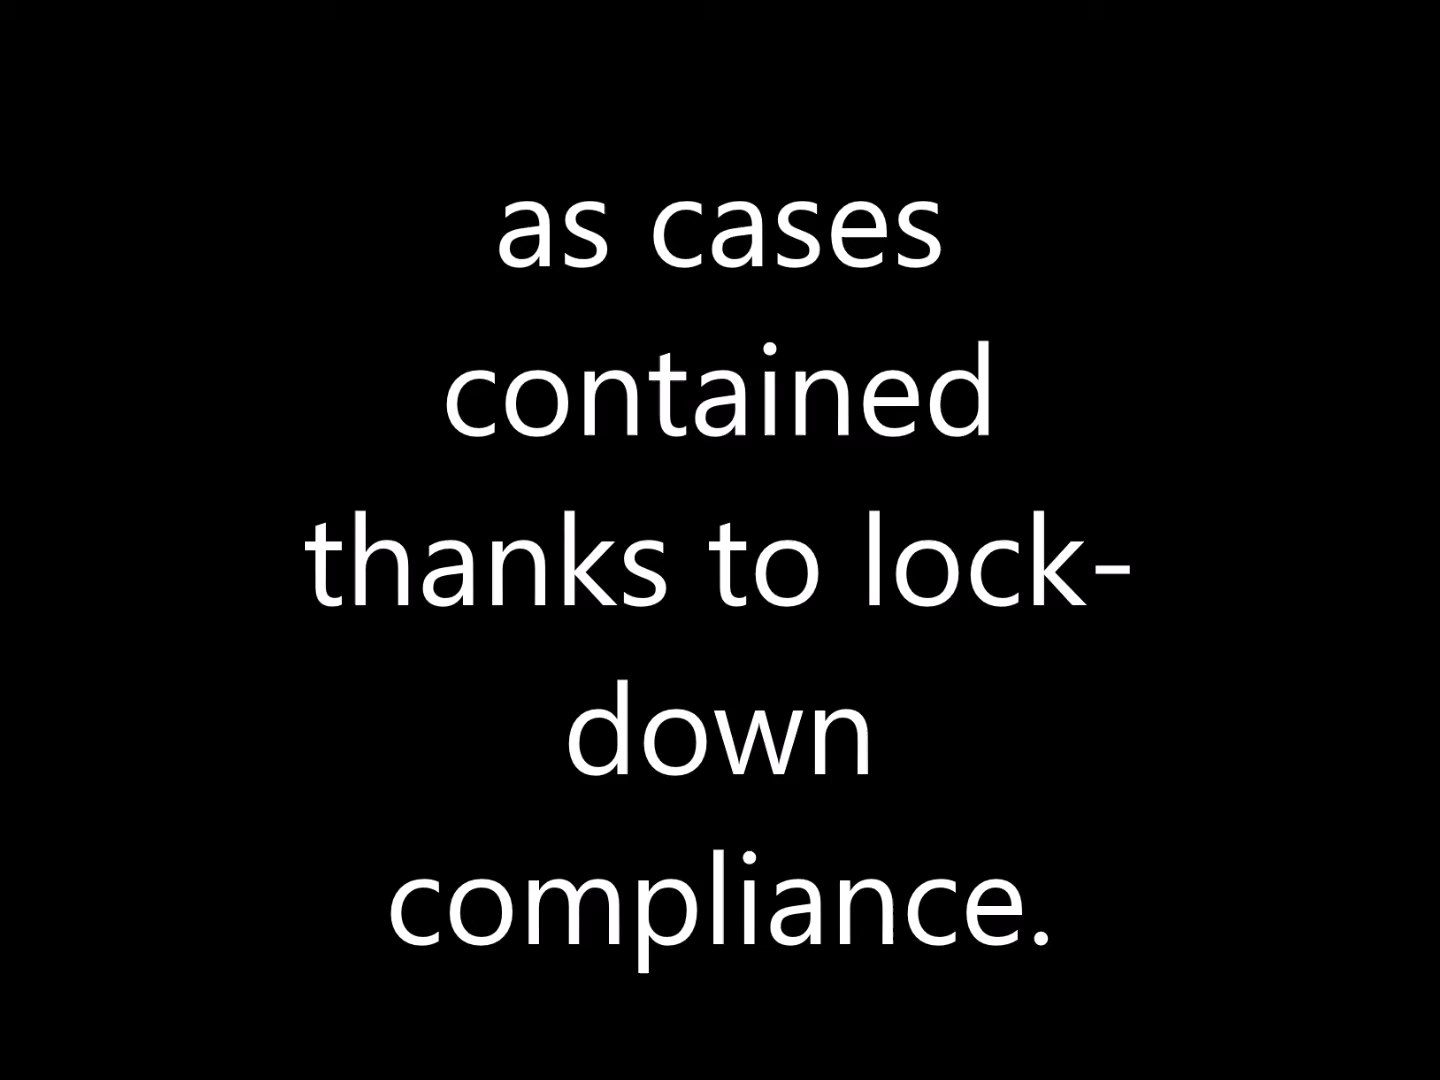 as cases
contained
thanks to lock-
down
compliance.